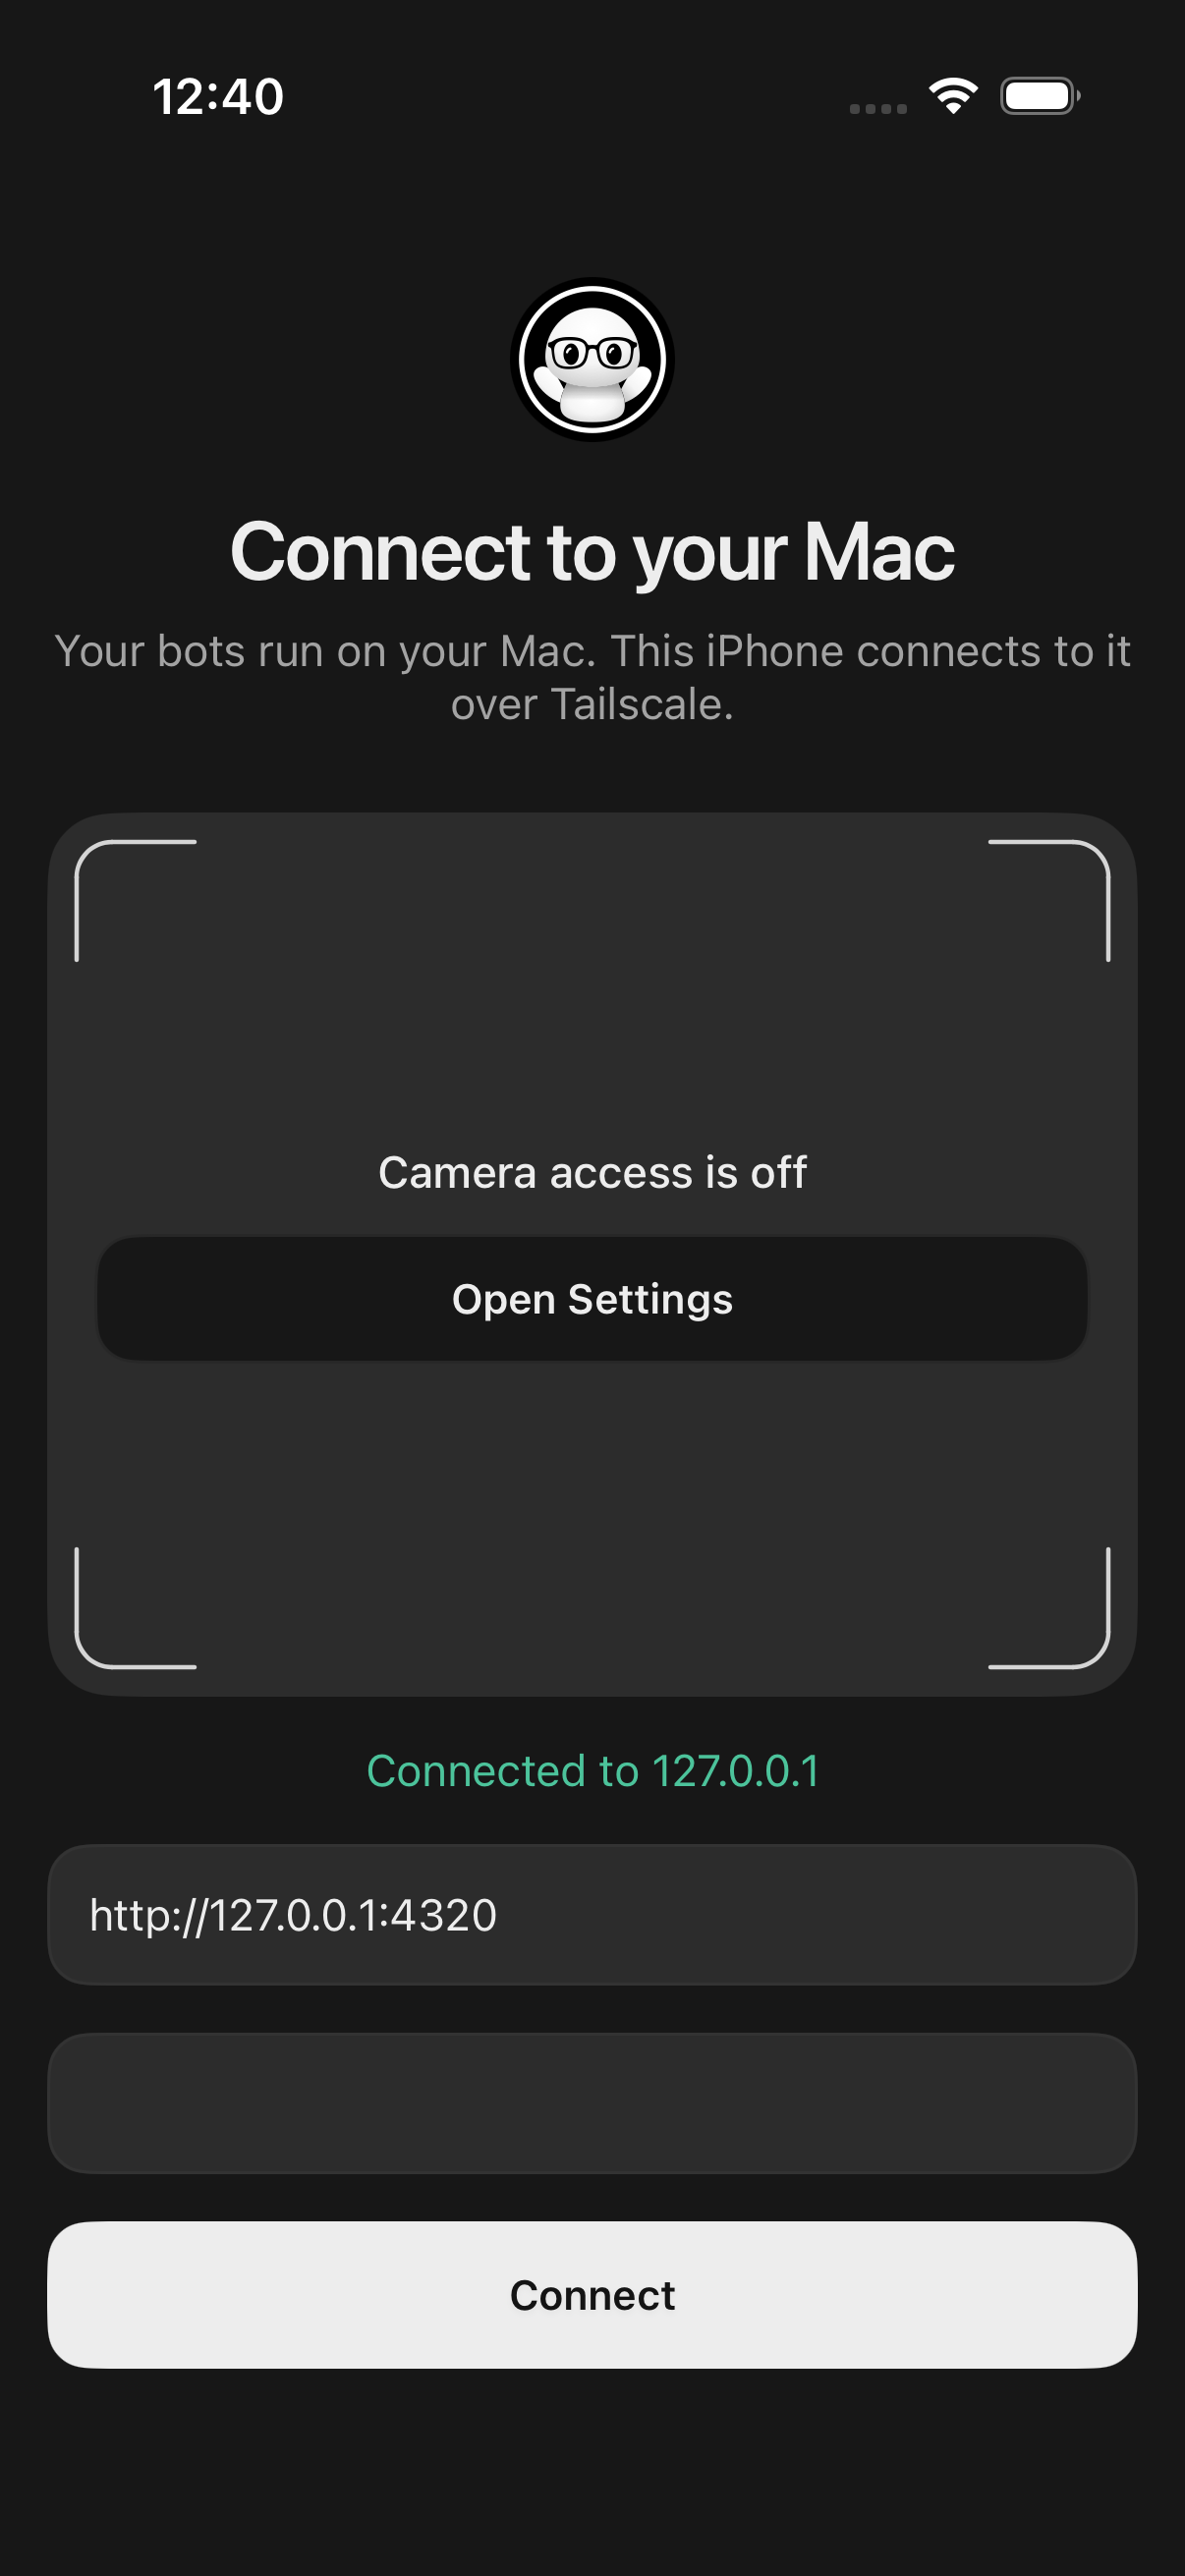 12:40
Connect to your Mac
Your bots run on your Mac. This iPhone connects to it
over Tailscale.
Camera access is off
Open Settings
Connected to 127.0.0.1
http://127.0.0.1:4320
Connect